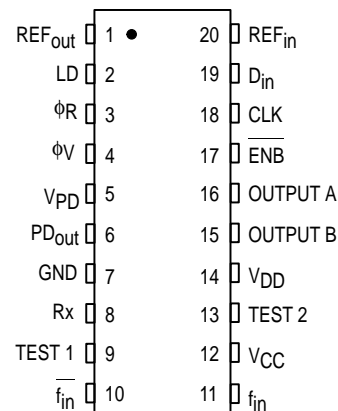 REFout 1 20 REFin
LD 2 19 Din
ϕR 3 18 CLK
ϕV 4 17 E̅N̅B̅
VPD 5 16 OUTPUT A
PDout 6 15 OUTPUT B
GND 7 14 VDD
Rx 8 13 TEST 2
TEST 1 9 12 VCC
f̅i̅n̅ 10 11 fin